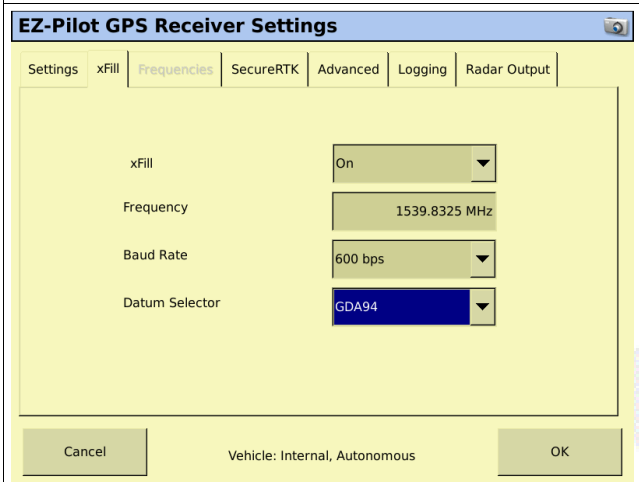 EZ-Pilot GPS Receiver Settings
Settings xFill Frequencies SecureRTK Advanced Logging Radar Output
xFill On
Frequency 1539.8325 MHz
Baud Rate 600 bps
Datum Selector GDA94
Cancel Vehicle: Internal, Autonomous OK